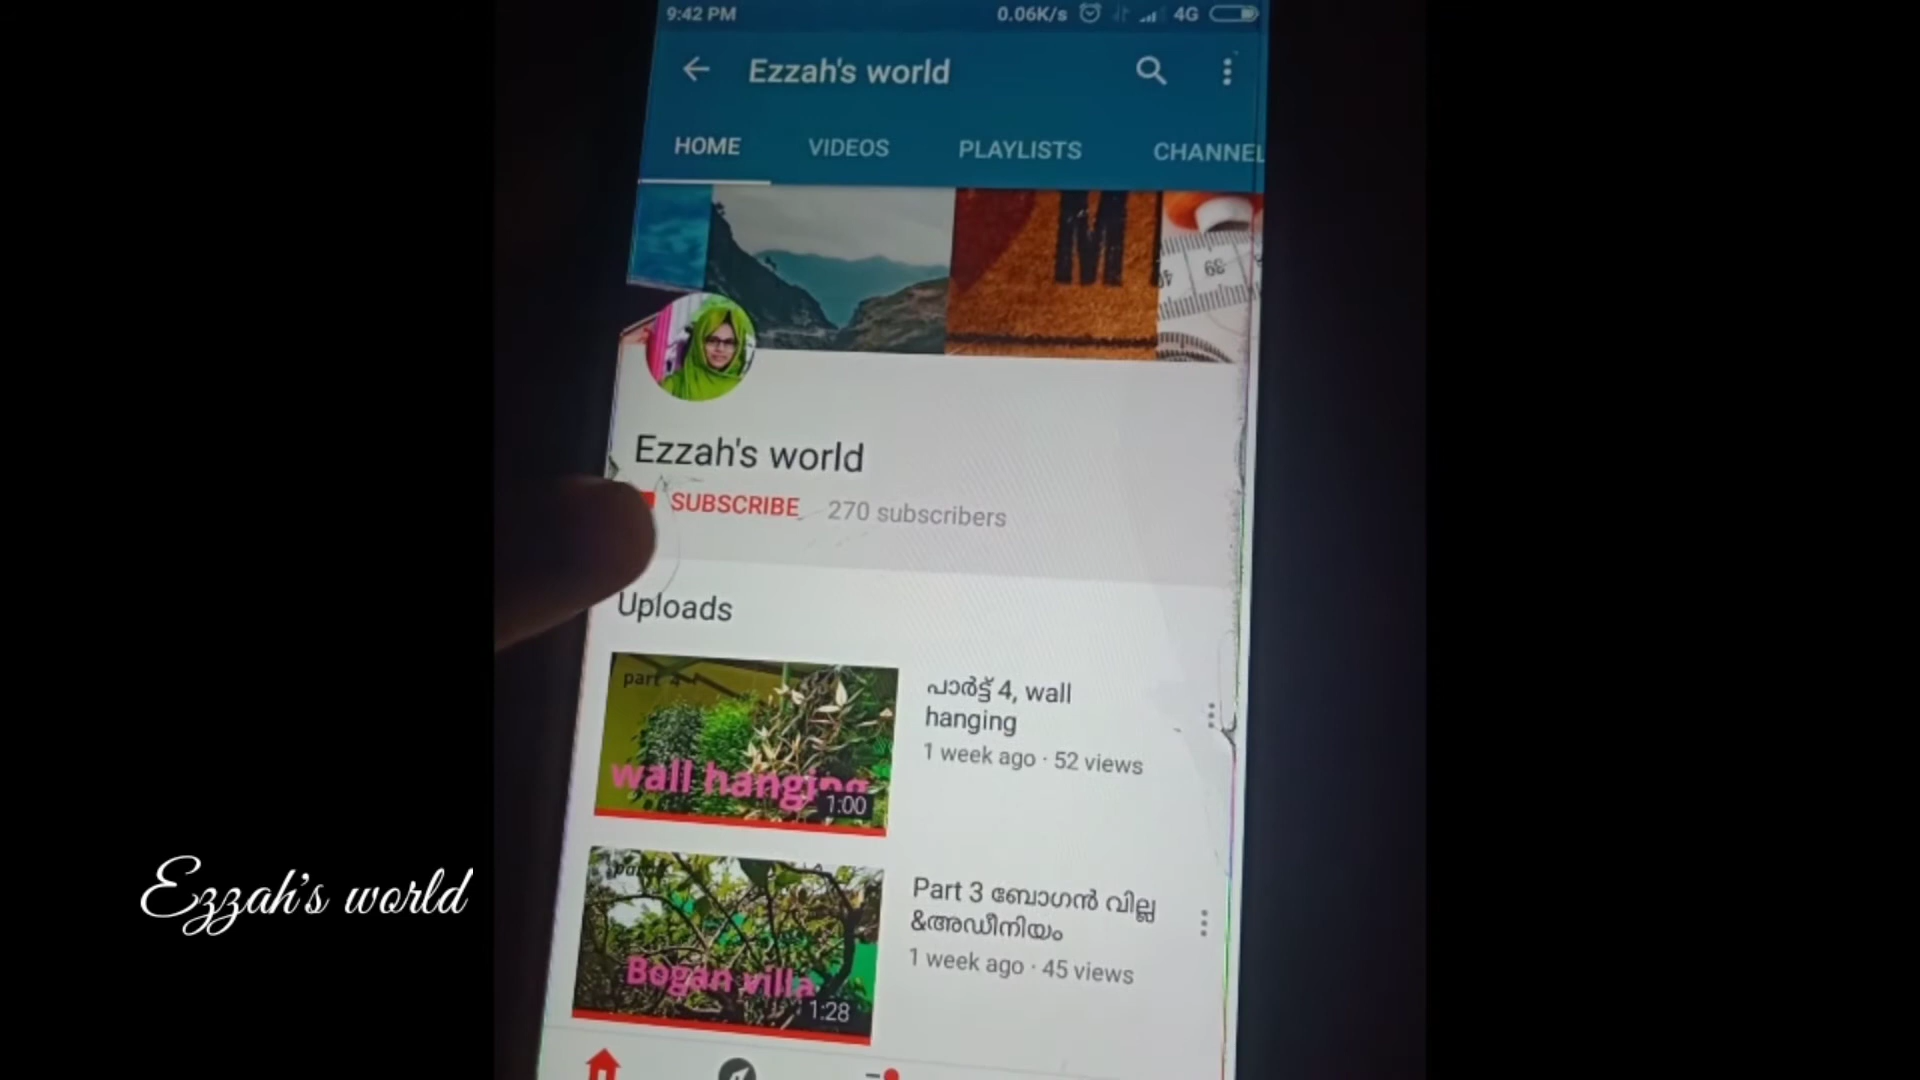 9:42 PM 0.06K/s 4G
Ezzah's world
HOME VIDEOS PLAYLISTS CHANNEL
M
39
Ezzah's world
SUBSCRIBE 270 subscribers
Uploads
part 4
wall hanging
1:00
പാർട്ട് 4, wall
hanging
1 week ago · 52 views
Bogan villa
1:28
Part 3 ബോഗൻ വില്ല
&അഡീനിയം
1 week ago · 45 views
Ezzah's world